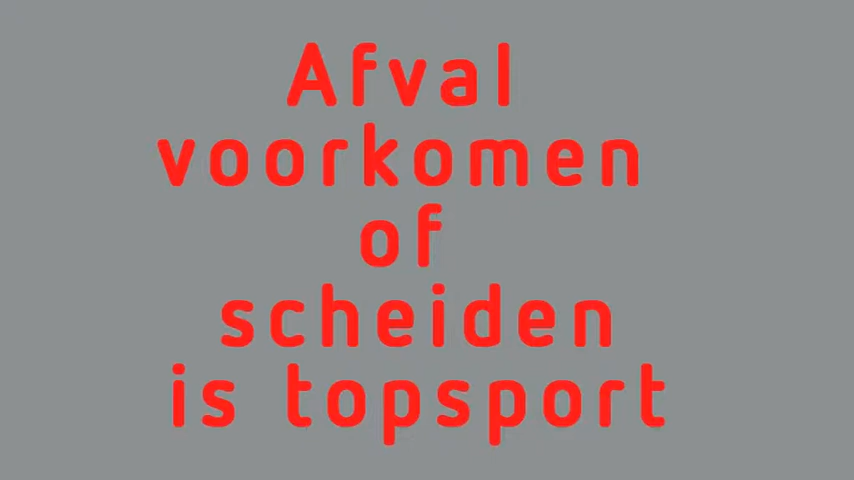 Afval
voorkomen
of
scheiden
is topsport